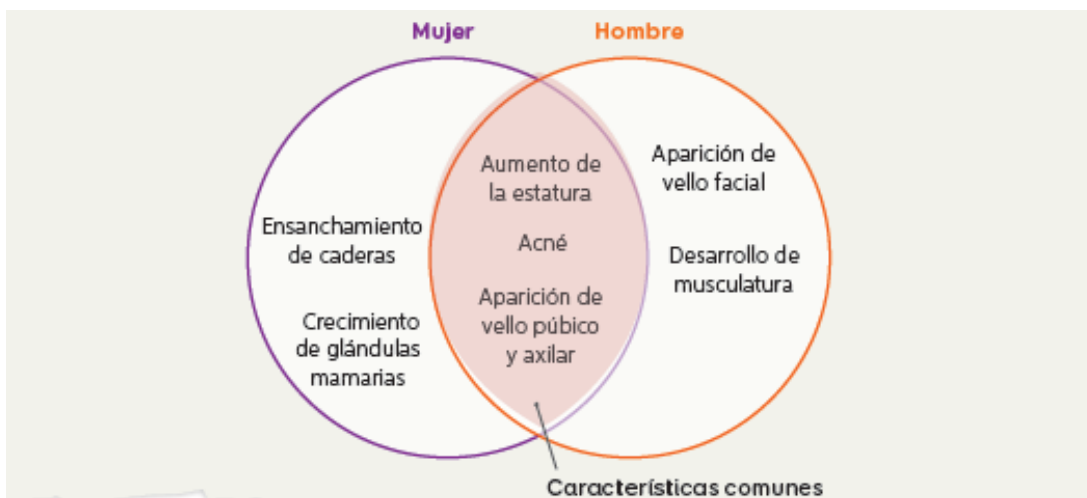 Mujer
Hombre
Ensanchamiento
de caderas
Crecimiento
de glándulas
mamarias
Aumento de
la estatura
Acné
Aparición de
vello púbico
y axilar
Aparición de
vello facial
Desarrollo de
musculatura
Características comunes